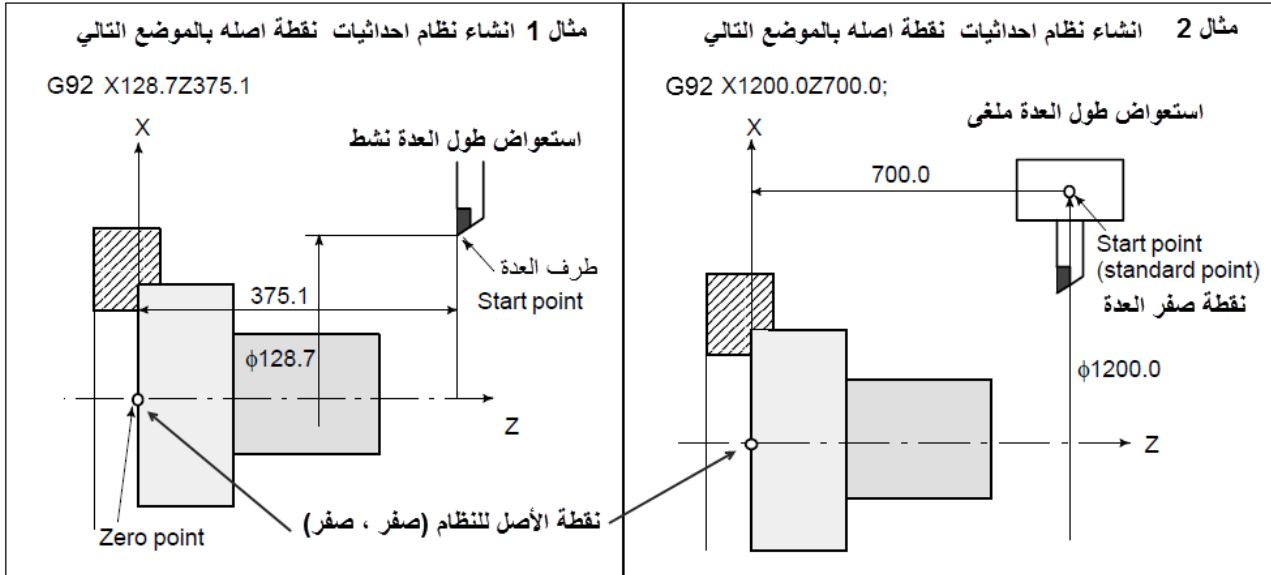 مثال 1 انشاء نظام احداثيات نقطة اصله بالموضع التالي
G92 X128.7Z375.1
X
استعواض طول العدة نشط
طرف العدة
Start point
375.1
φ128.7
Z
Zero point
نقطة الأصل للنظام (صفر ، صفر)
مثال 2 انشاء نظام احداثيات نقطة اصله بالموضع التالي
G92 X1200.0Z700.0;
استعواض طول العدة ملغى
X
700.0
Start point
(standard point)
نقطة صفر العدة
φ1200.0
Z